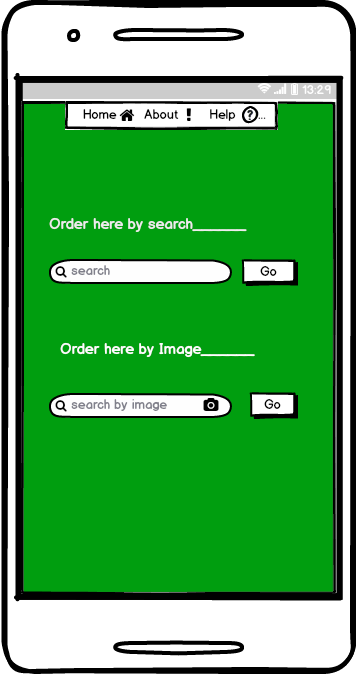 13:29
Home About Help ...
Order here by search_______
search Go
Order here by Image_______
search by image Go